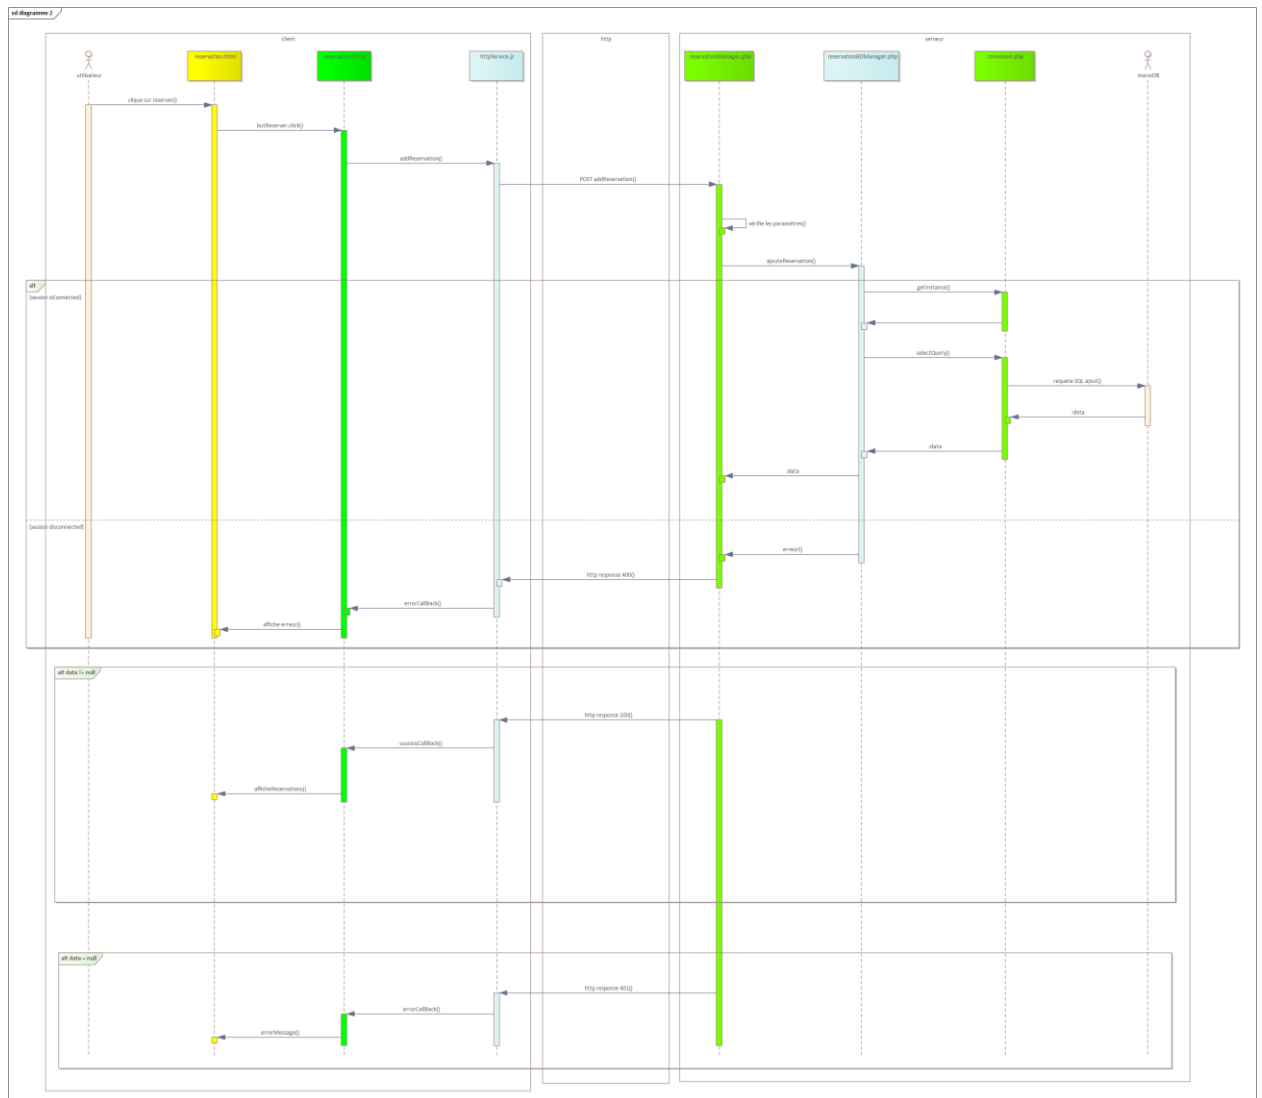 sd diagramme 2
client
http
serveur
utilisateur
reservation.html
httpService.js
reservationManager.php
reservationBDManager.php
connexion.php
mariaDB
clique sur reserver()
butReserver.click()
addReservation()
POST addReservation()
vérifie les paramètres()
ajouteReservation()
alt
[session isConnected]
getInstance()
selectQuery()
requete SQL ajout()
:data
:data
:data
[session disconnected]
erreur()
http response 400()
errorCallBack()
affiche erreur()
alt data != null
http response 200()
successCallBack()
afficheReservations()
alt data = null
http response 401()
errorCallBack()
errorMessage()